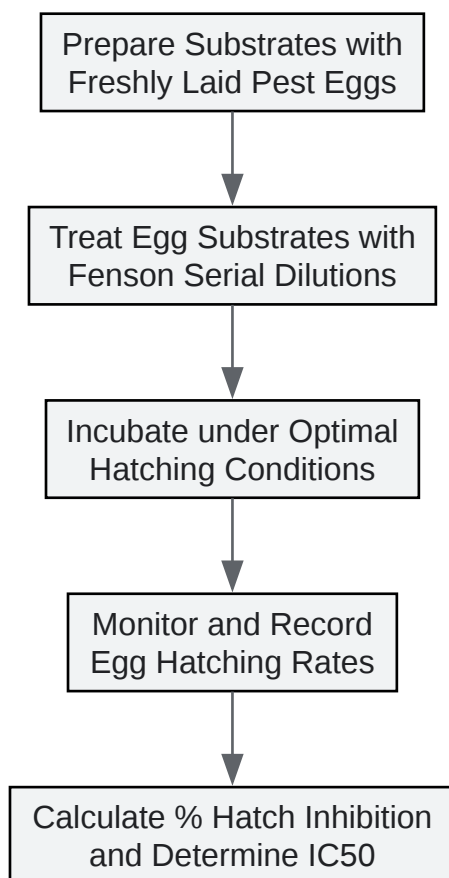 Prepare Substrates with
Freshly Laid Pest Eggs
Treat Egg Substrates with
Fenson Serial Dilutions
Incubate under Optimal
Hatching Conditions
Monitor and Record
Egg Hatching Rates
Calculate % Hatch Inhibition
and Determine IC50